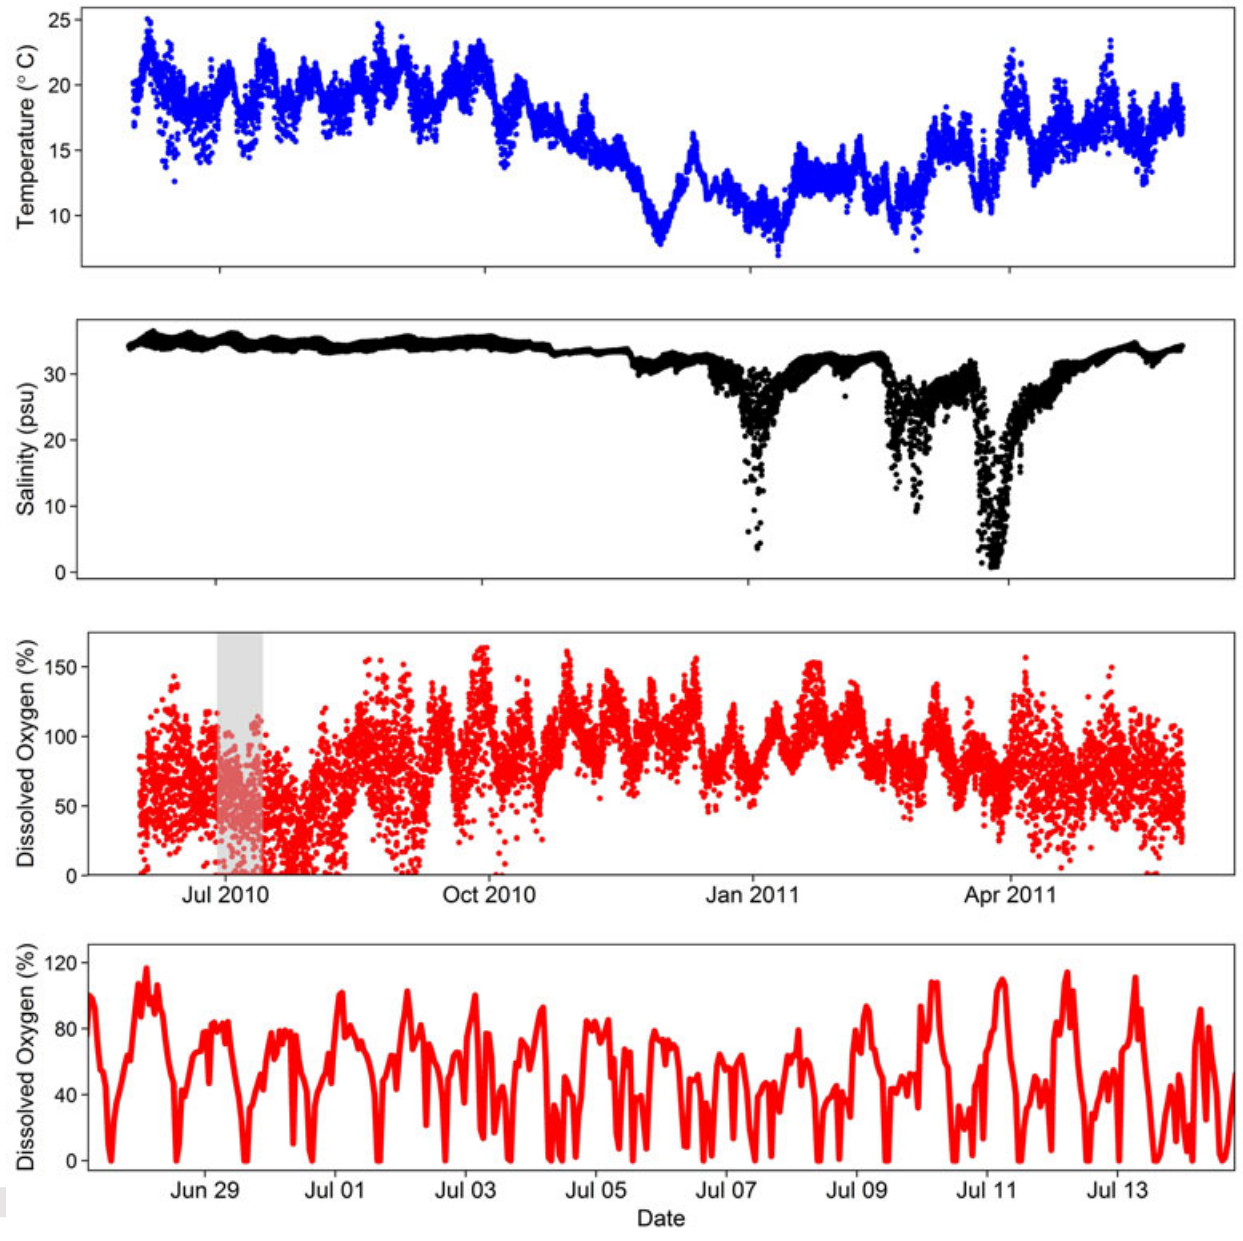 Temperature (° C)
25
20
15
10
Salinity (psu)
30
20
10
0
Dissolved Oxygen (%)
150
100
50
0
Jul 2010
Oct 2010
Jan 2011
Apr 2011
Dissolved Oxygen (%)
120
80
40
0
Jun 29
Jul 01
Jul 03
Jul 05
Jul 07
Jul 09
Jul 11
Jul 13
Date